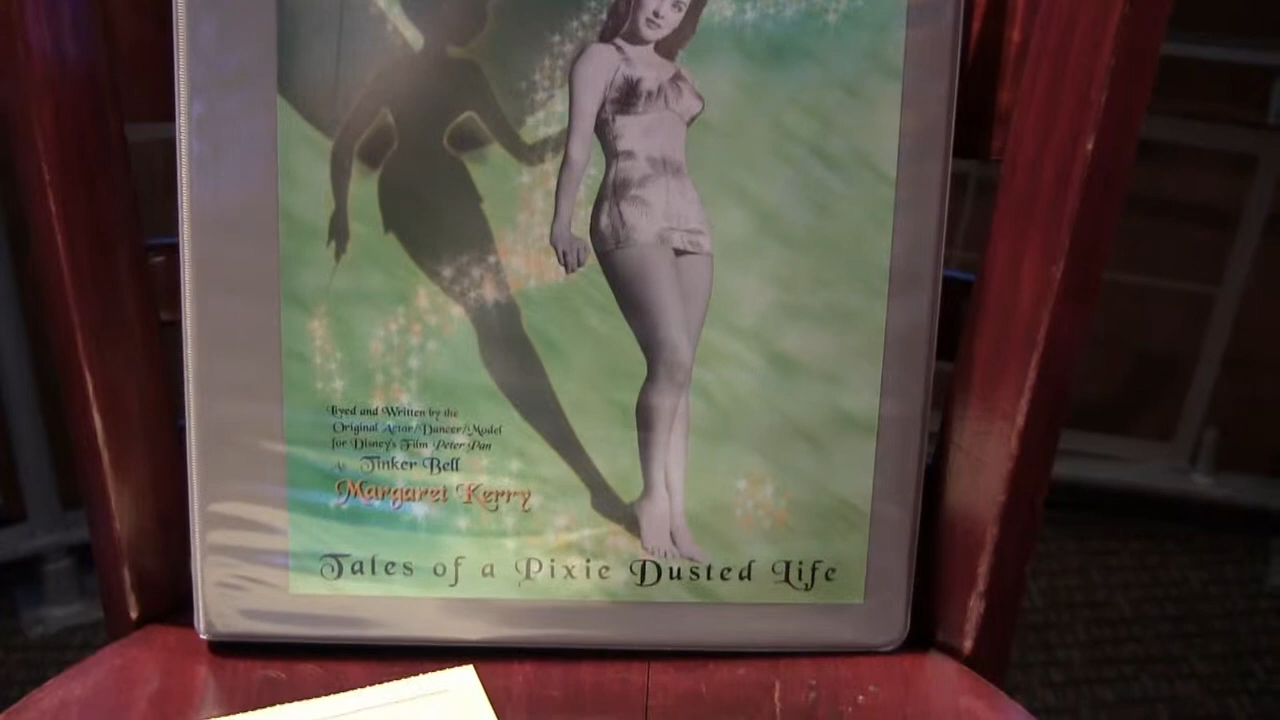 Lived and Written by the
Original Actor/Dancer/Model
for Disney's Film Peter Pan
Tinker Bell
Margaret Kerry
Tales of a Pixie Dusted Life